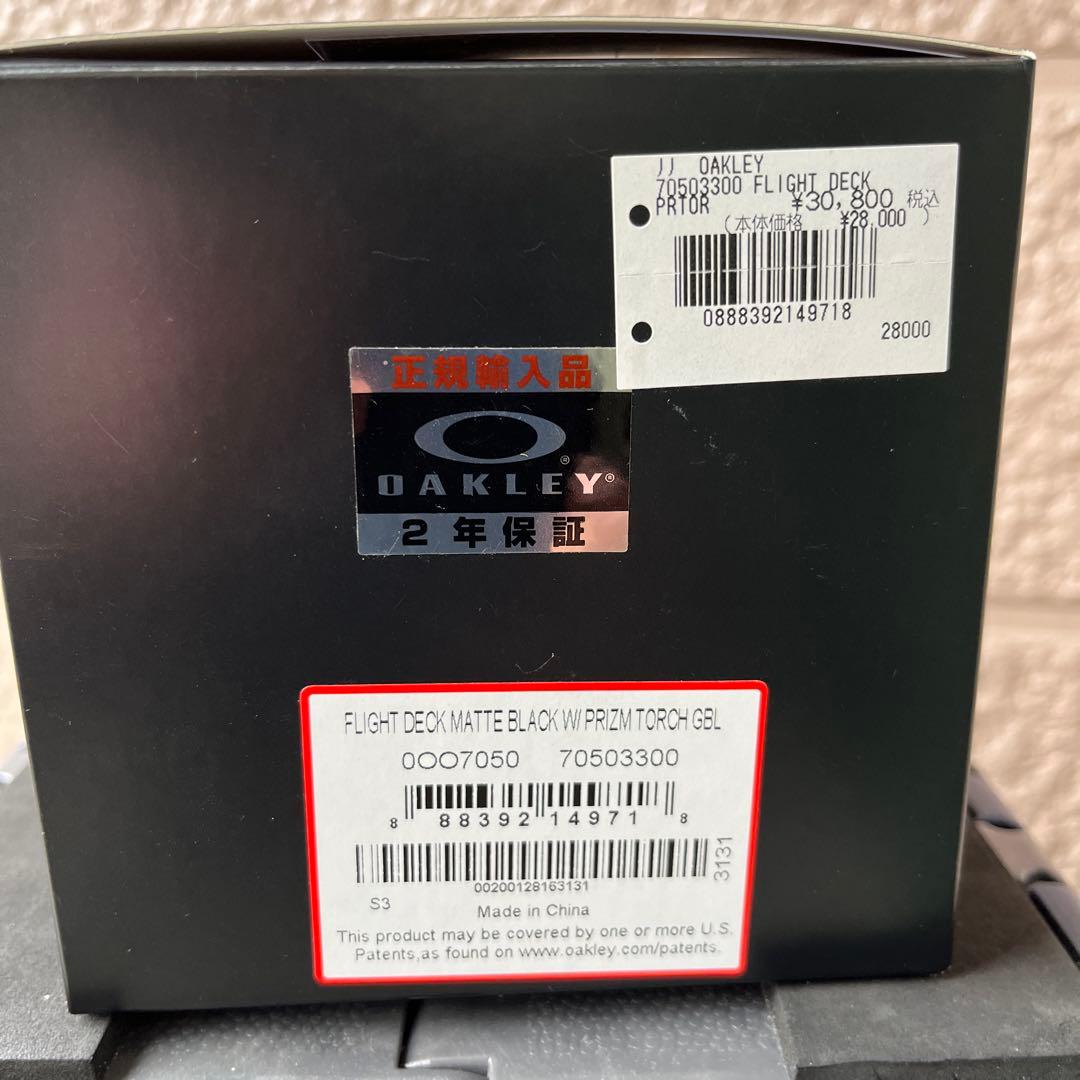 JJ OAKLEY
70503300 FLIGHT DECK
PRTOR ¥30,800 税込
(本体価格 ¥28,000 )
0888392149718
28000
正規輸入品
OAKLEY®
2年保証
FLIGHT DECK MATTE BLACK W/ PRIZM TORCH GBL
0OO7050 70503300
8 88392 14971 8
00200128163131
3131
S3
Made in China
This product may be covered by one or more U.S.
Patents,as found on www.oakley.com/patents.